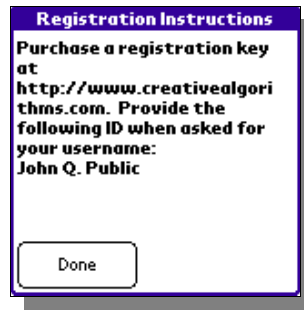 Registration Instructions
Purchase a registration key
at
http://www.creativealgori
thms.com. Provide the
following ID when asked for
your username:
John Q. Public
Done